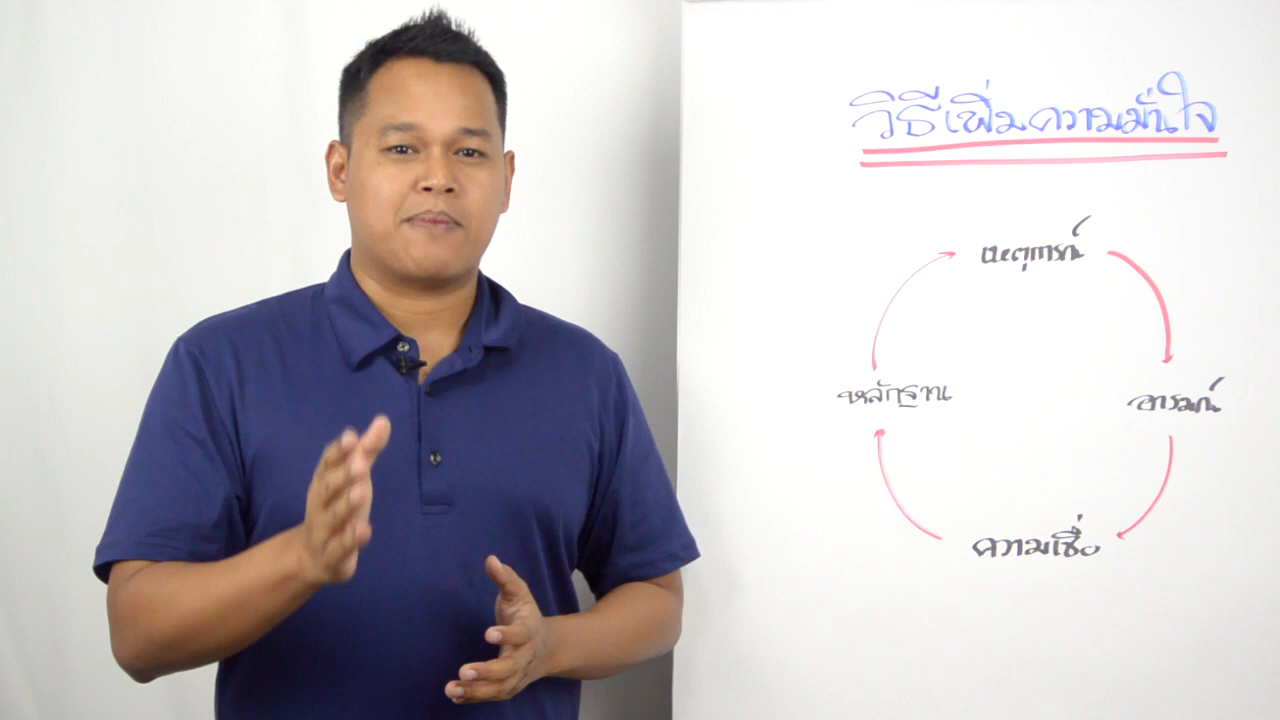 วิธีเพิ่มความมั่นใจ
เหตุการณ์
หลักฐาน
อารมณ์
ความเชื่อ